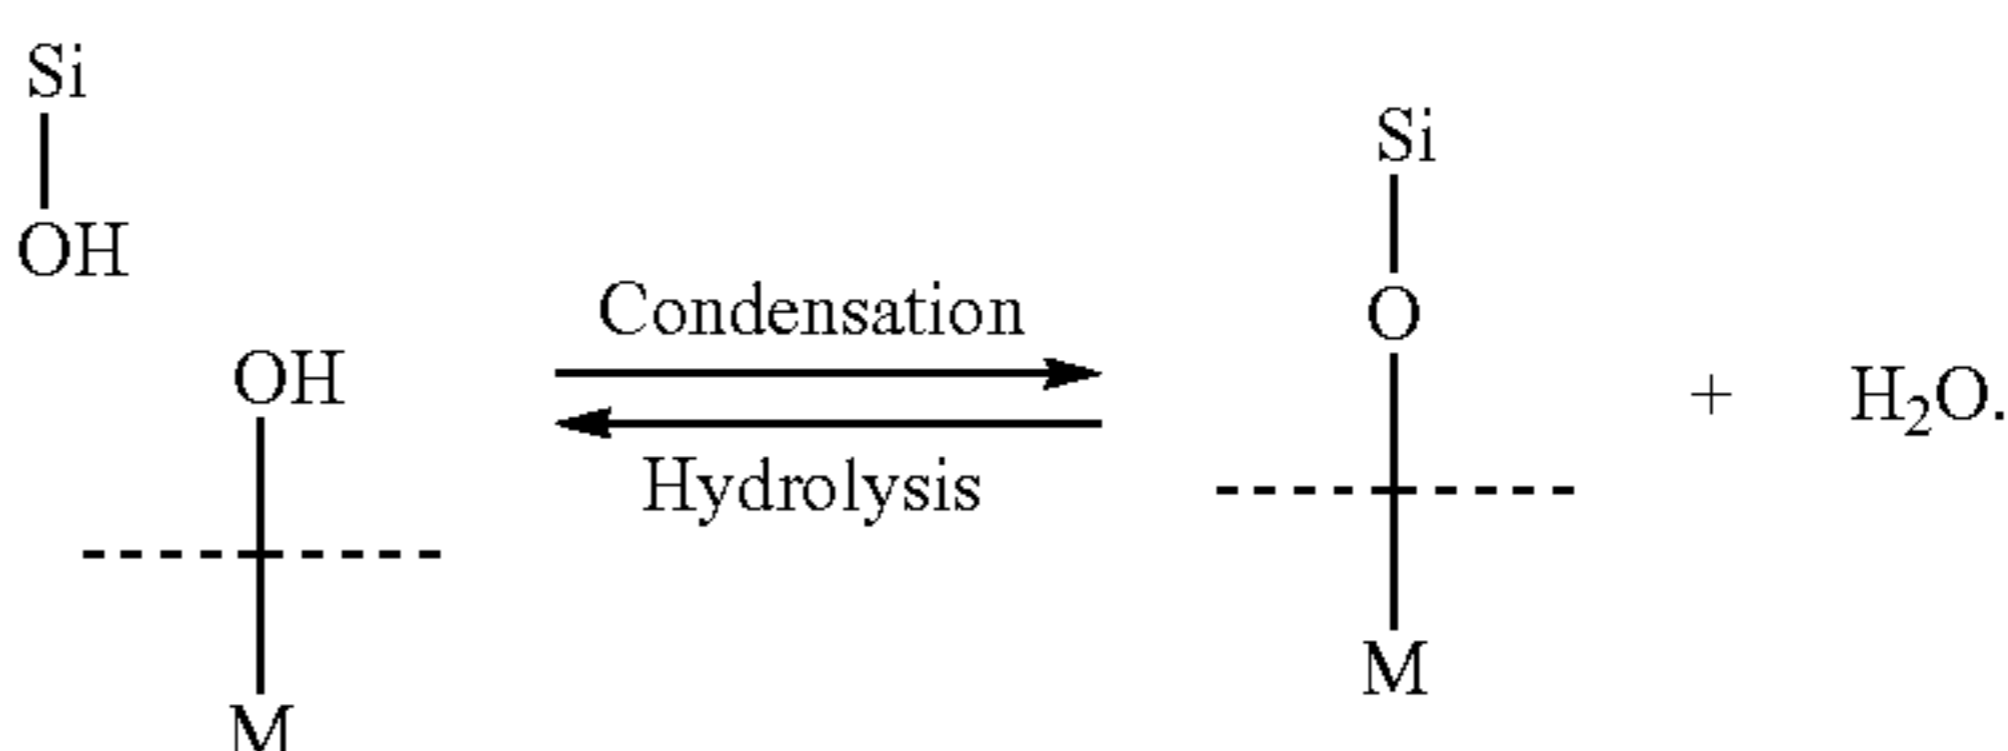 Si
OH
OH
M
Condensation
Hydrolysis
Si
O
M
+ H₂O.